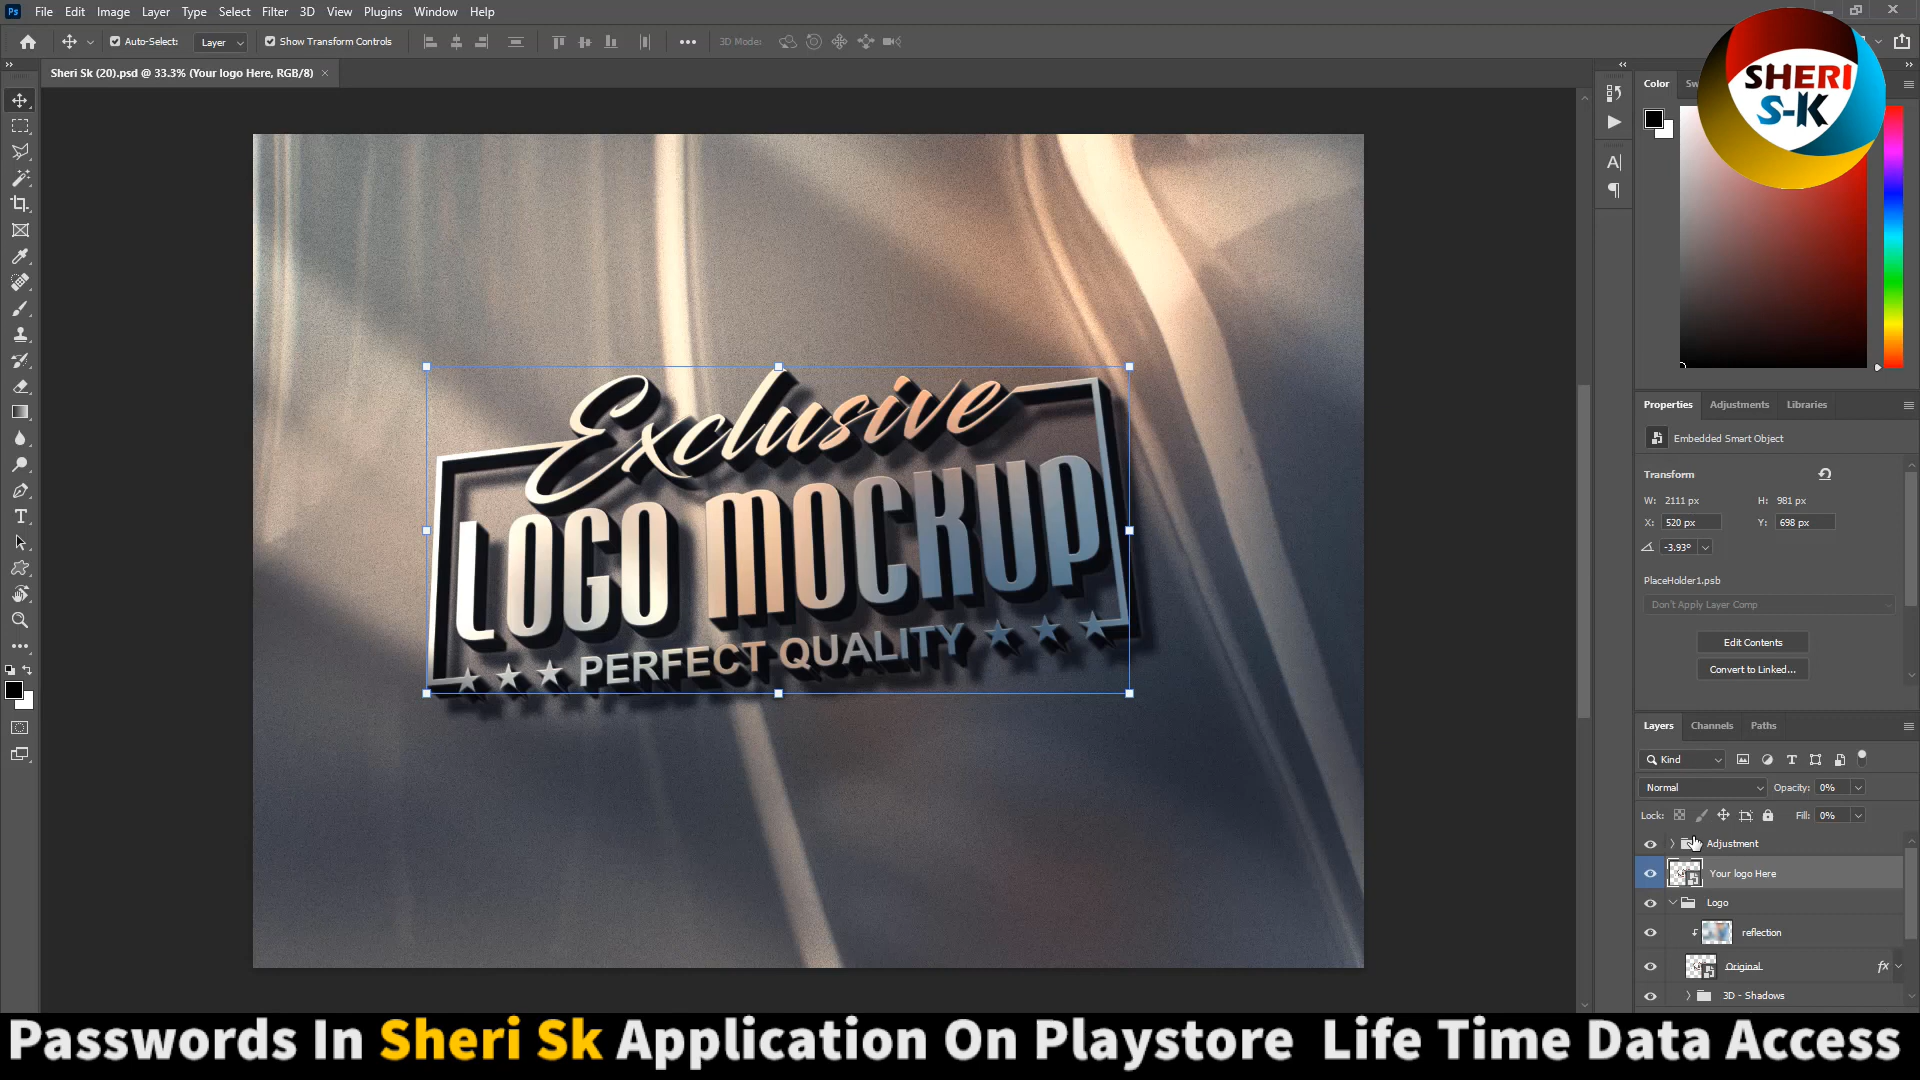 Ps File Edit Image Layer Type Select Filter 3D View Plugins Window Help
Auto-Select: Layer Show Transform Controls 3D Mode:
Sheri Sk (20).psd @ 33.3% (Your logo Here, RGB/8)
Color
SHERI
S-K
Exclusive
LOGO MOCKUP
PERFECT QUALITY
Properties Adjustments Libraries
Embedded Smart Object
Transform
W: 2111 px H: 981 px
X: 520 px Y: 698 px
-3.93°
PlaceHolder1.psb
Don't Apply Layer Comp
Edit Contents
Convert to Linked...
Layers Channels Paths
Kind
Normal Opacity: 0%
Lock: Fill: 0%
Adjustment
Your logo Here
Logo
reflection
Original
fx
3D - Shadows
Passwords In Sheri Sk Application On Playstore Life Time Data Access